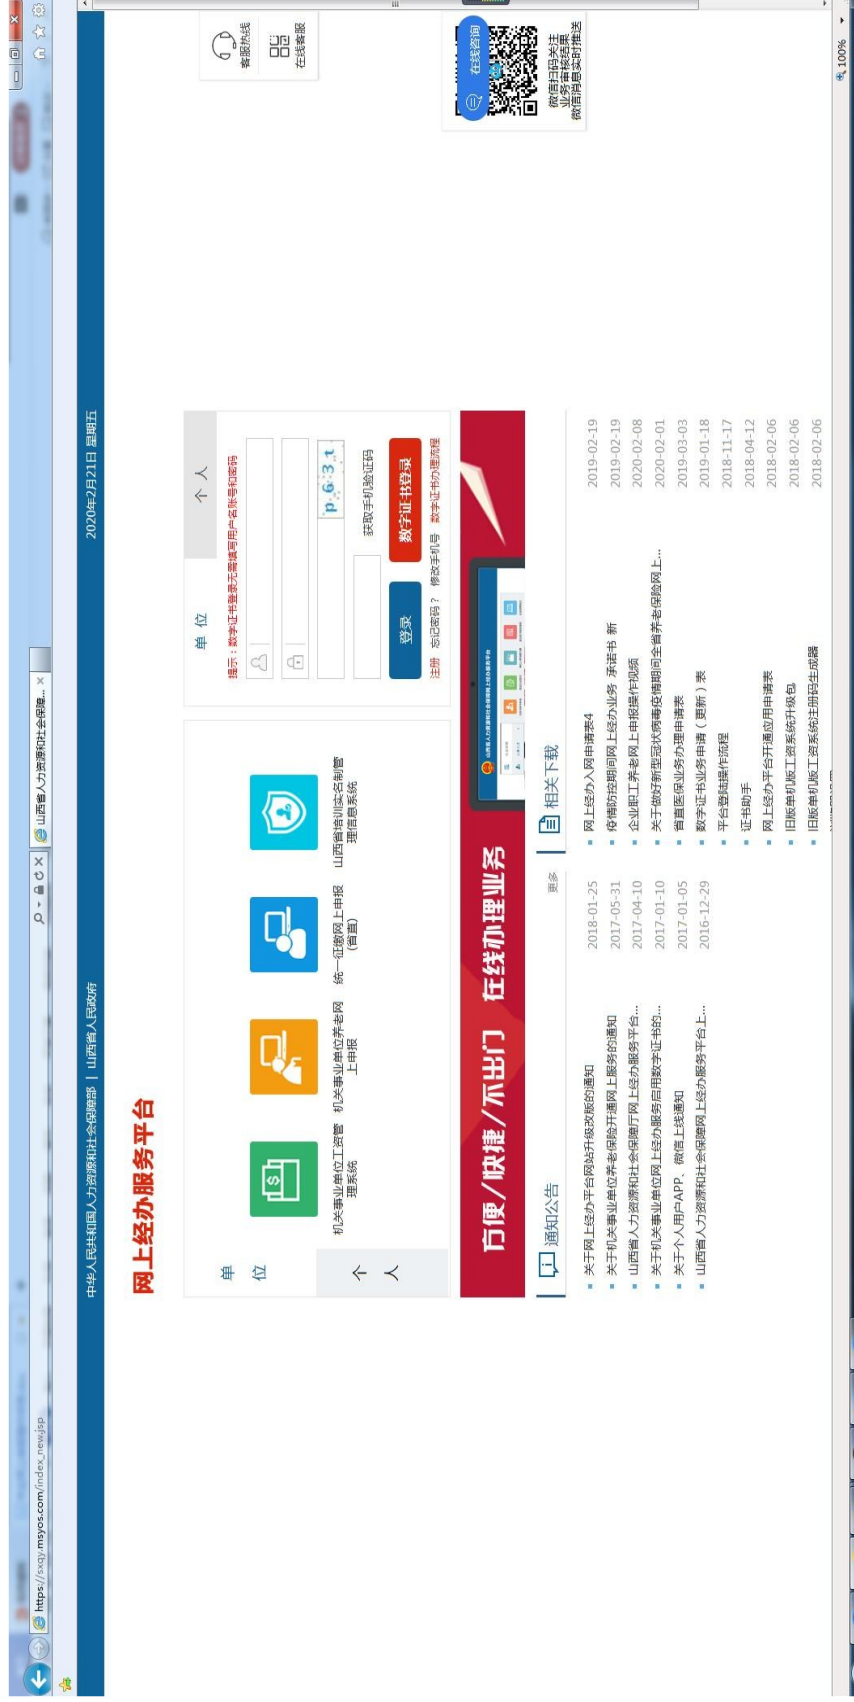 https://sxqy.msyos.com/index_new.jsp
山西省人力资源和社会保障...
中华人民共和国人力资源和社会保障部 | 山西省人民政府
2020年2月21日 星期五
网上经办服务平台
单位
个人
机关事业单位工资管理系统
机关事业单位养老网上申报
统一征缴网上申报(省直)
山西省培训实名制管理信息系统
单 位
个 人
提示：数字证书登录无需填写用户名账号和密码
p 6 3 t
获取手机验证码
登录
数字证书登录
注册 忘记密码？ 修改手机号 数字证书办理流程
客服热线
在线客服
在线咨询
微信扫码关注
业务审核结果
微信消息实时推送
方便/快捷/不出门 在线办理业务
山西省人力资源和社会保障网上经办服务平台
通知公告
更多
关于网上经办平台网站升级改版的通知 2018-01-25
关于机关事业单位养老保险开通网上服务的通知 2017-05-31
山西省人力资源和社会保障厅网上经办服务平台... 2017-04-10
关于机关事业单位网上经办服务启用数字证书的... 2017-01-10
关于个人用户APP、微信上线通知 2017-01-05
山西省人力资源和社会保障网上经办服务平台上... 2016-12-29
相关下载
网上经办入网申请表4 2019-02-19
疫情防控期间网上经办业务 承诺书 新 2019-02-19
企业职工养老网上申报操作视频 2020-02-08
关于做好新型冠状病毒疫情期间全省养老保险网上... 2020-02-01
省直医保业务办理申请表 2019-03-03
数字证书业务申请（更新）表 2019-01-18
平台登陆操作流程 2018-11-17
证书助手 2018-04-12
网上经办平台开通应用申请表 2018-02-06
旧版单机版工资系统升级包 2018-02-06
旧版单机版工资系统注册码生成器 2018-02-06
100%